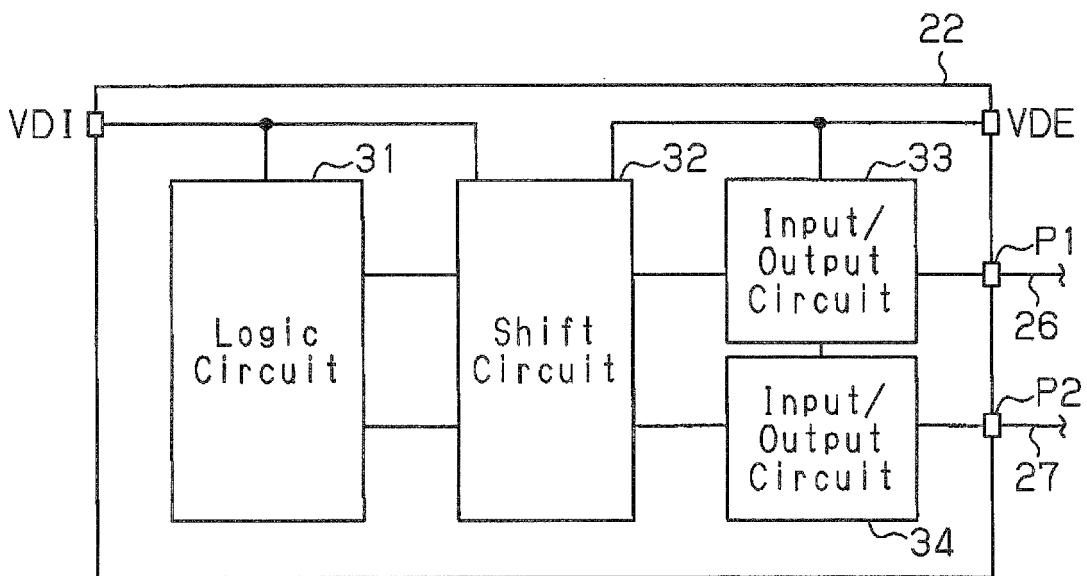 22
VDI
VDE
31
32
33
Input/
Output
Circuit
P1
26
Logic
Circuit
Shift
Circuit
Input/
Output
Circuit
P2
27
34